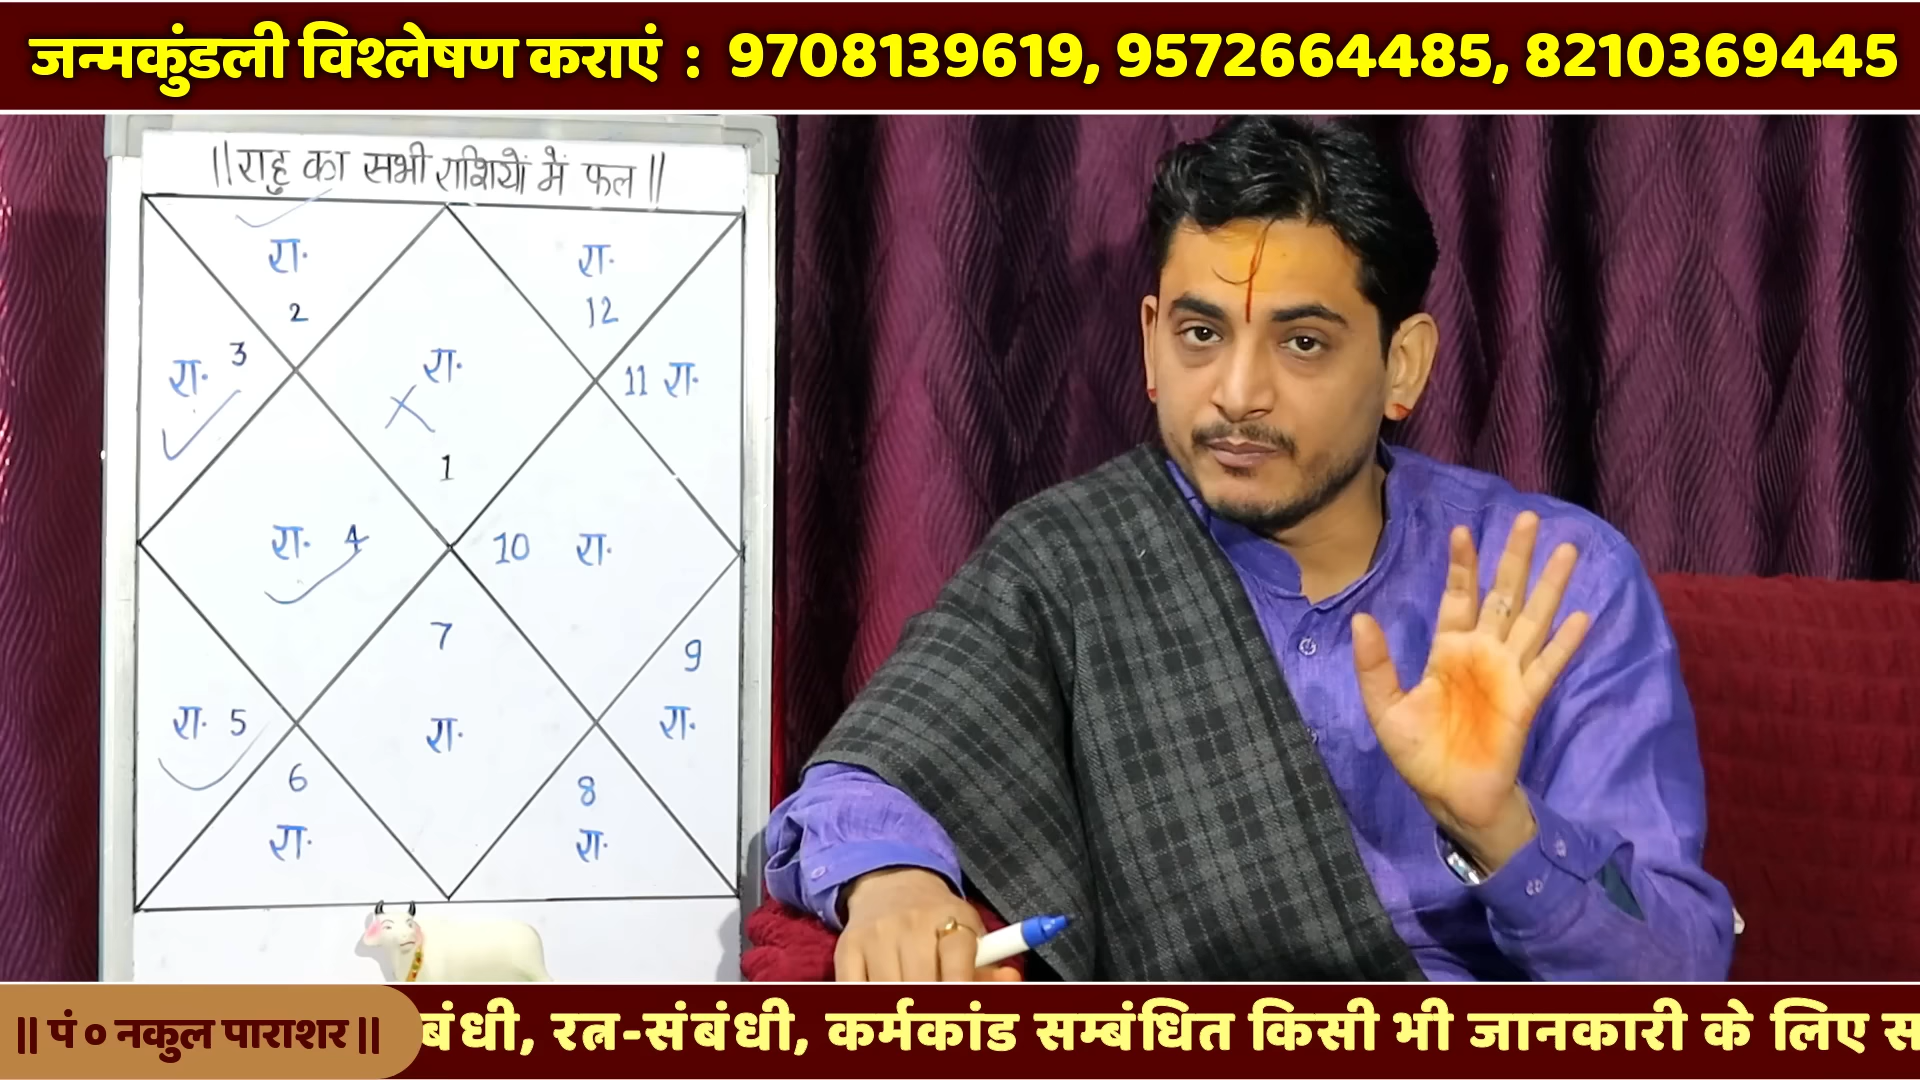 जन्मकुंडली विश्लेषण कराएं : 9708139619, 9572664485, 8210369445
||राहु का सभी राशियों में फल||
रा. रा.
2 12
रा. 3 रा. 11 रा.
1
रा. 4 10 रा.
7 9
रा. 5 रा. रा.
6 8
रा. रा.
|| पं ० नकुल पाराशर || बंधी, रत्न-संबंधी, कर्मकांड सम्बंधित किसी भी जानकारी के लिए स